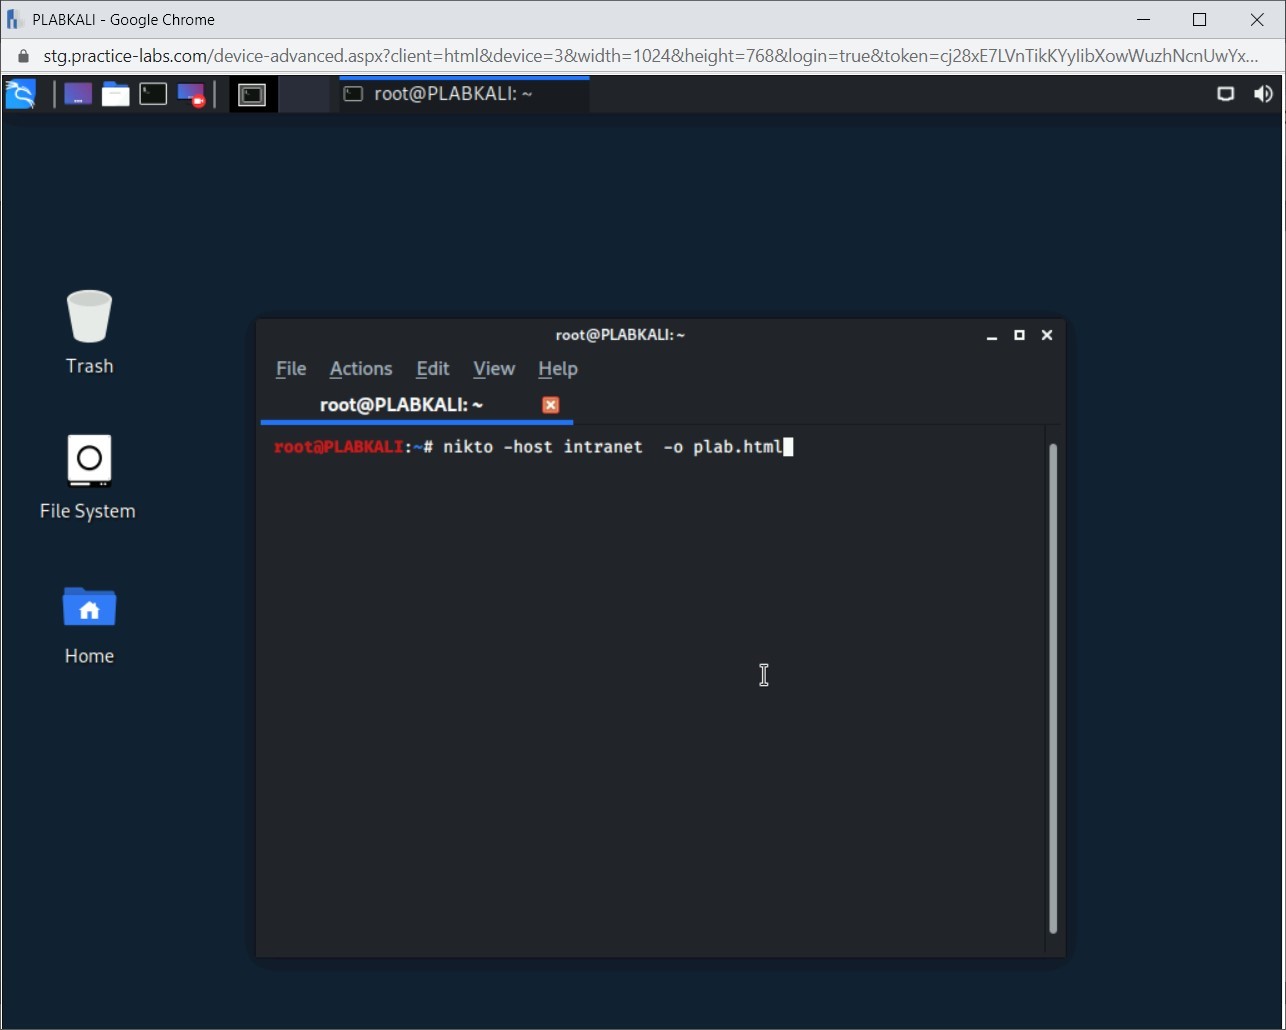 PLABKALI - Google Chrome
stg.practice-labs.com/device-advanced.aspx?client=html&device=3&width=1024&height=768&login=true&token=cj28xE7LVnTikKYylibXowWuzhNcnUwYx...
root@PLABKALI: ~
Trash
File System
Home
root@PLABKALI: ~
File Actions Edit View Help
root@PLABKALI: ~
root@PLABKALI:~# nikto -host intranet  -o plab.html